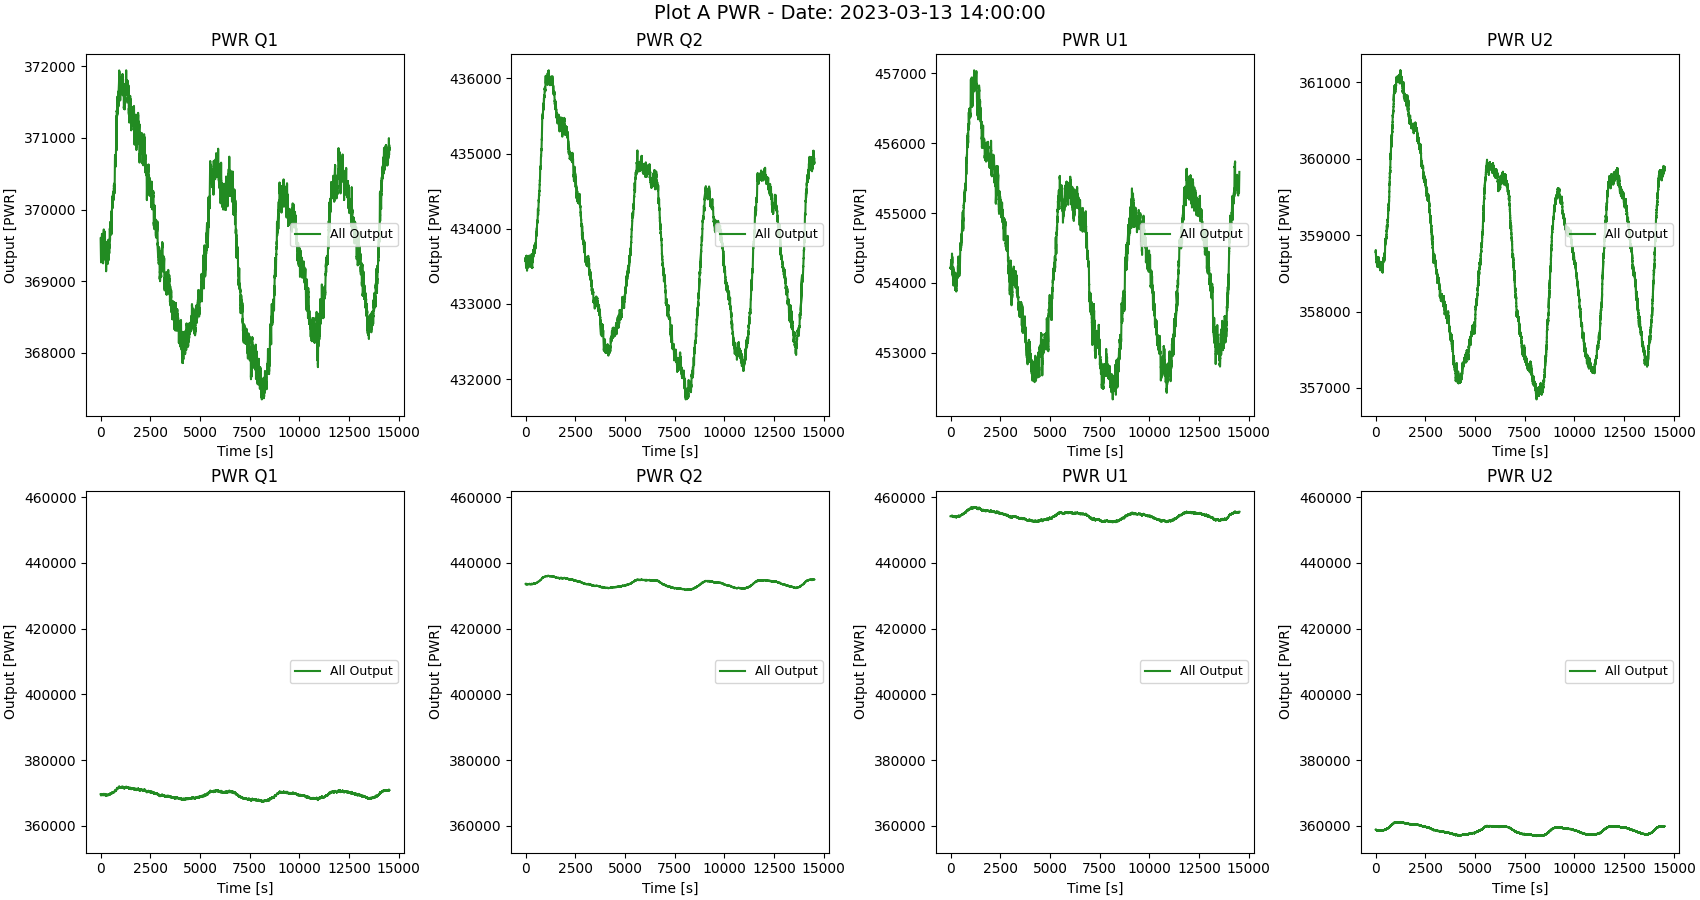 Plot A PWR - Date: 2023-03-13 14:00:00
PWR Q1
372000
371000
370000
369000
368000
Output [PWR]
All Output
0 2500 5000 7500 10000 12500 15000
Time [s]
PWR Q2
436000
435000
434000
433000
432000
Output [PWR]
All Output
0 2500 5000 7500 10000 12500 15000
Time [s]
PWR U1
457000
456000
455000
454000
453000
Output [PWR]
All Output
0 2500 5000 7500 10000 12500 15000
Time [s]
PWR U2
361000
360000
359000
358000
357000
Output [PWR]
All Output
0 2500 5000 7500 10000 12500 15000
Time [s]
PWR Q1
460000
440000
420000
400000
380000
360000
Output [PWR]
All Output
0 2500 5000 7500 10000 12500 15000
Time [s]
PWR Q2
460000
440000
420000
400000
380000
360000
Output [PWR]
All Output
0 2500 5000 7500 10000 12500 15000
Time [s]
PWR U1
460000
440000
420000
400000
380000
360000
Output [PWR]
All Output
0 2500 5000 7500 10000 12500 15000
Time [s]
PWR U2
460000
440000
420000
400000
380000
360000
Output [PWR]
All Output
0 2500 5000 7500 10000 12500 15000
Time [s]